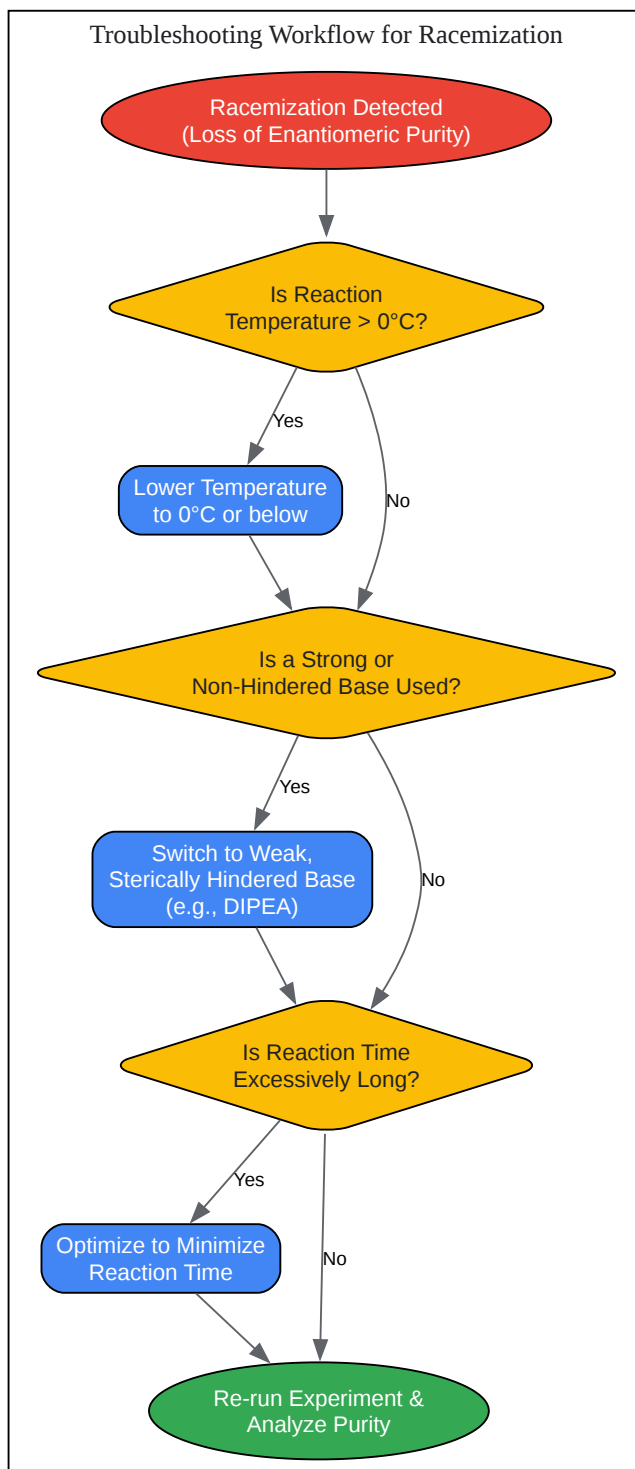 Troubleshooting Workflow for Racemization
Racemization Detected
(Loss of Enantiomeric Purity)
Is Reaction
Temperature > 0°C?
Yes
No
Lower Temperature
to 0°C or below
Is a Strong or
Non-Hindered Base Used?
Yes
No
Switch to Weak,
Sterically Hindered Base
(e.g., DIPEA)
Is Reaction Time
Excessively Long?
Yes
No
Optimize to Minimize
Reaction Time
Re-run Experiment &
Analyze Purity